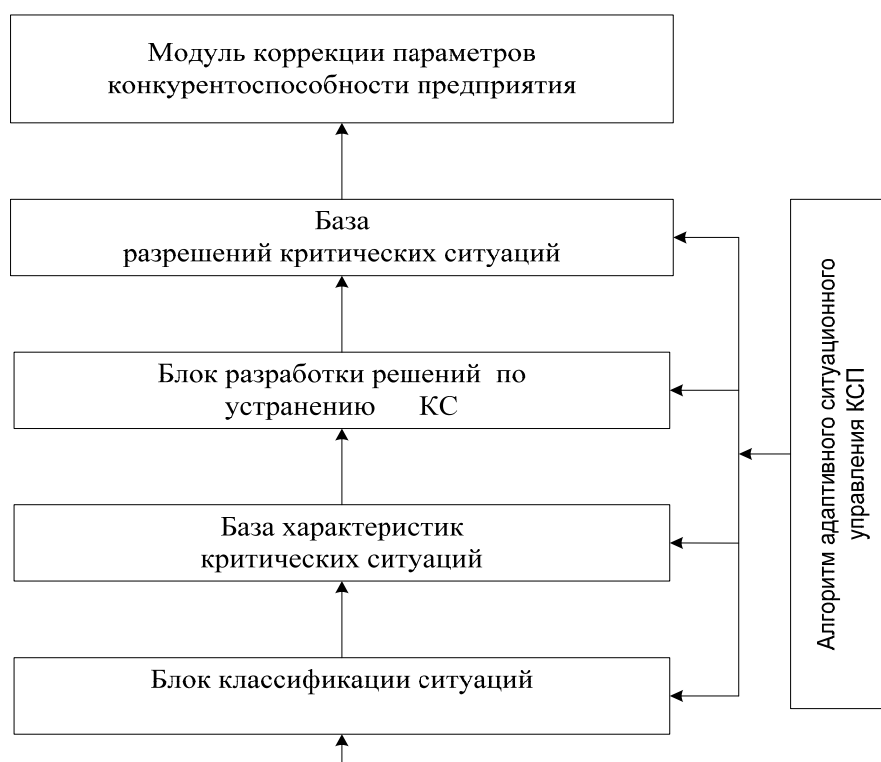 Модуль коррекции параметров
конкурентоспособности предприятия
База
разрешений критических ситуаций
Блок разработки решений по
устранению КС
База характеристик
критических ситуаций
Блок классификации ситуаций
Алгоритм адаптивного ситуационного
управления КСП